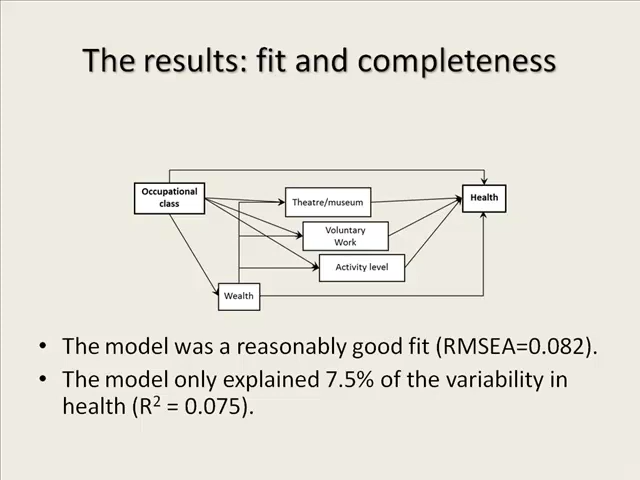 The results: fit and completeness
Occupational
class
Theatre/museum
Health
Voluntary
Work
Activity level
Wealth
• The model was a reasonably good fit (RMSEA=0.082).
• The model only explained 7.5% of the variability in
health (R² = 0.075).